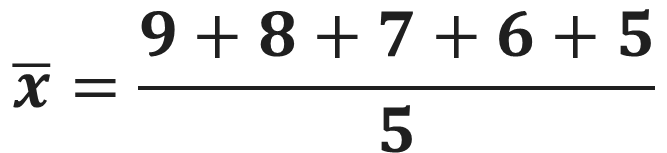 x̅ = (9 + 8 + 7 + 6 + 5) / 5